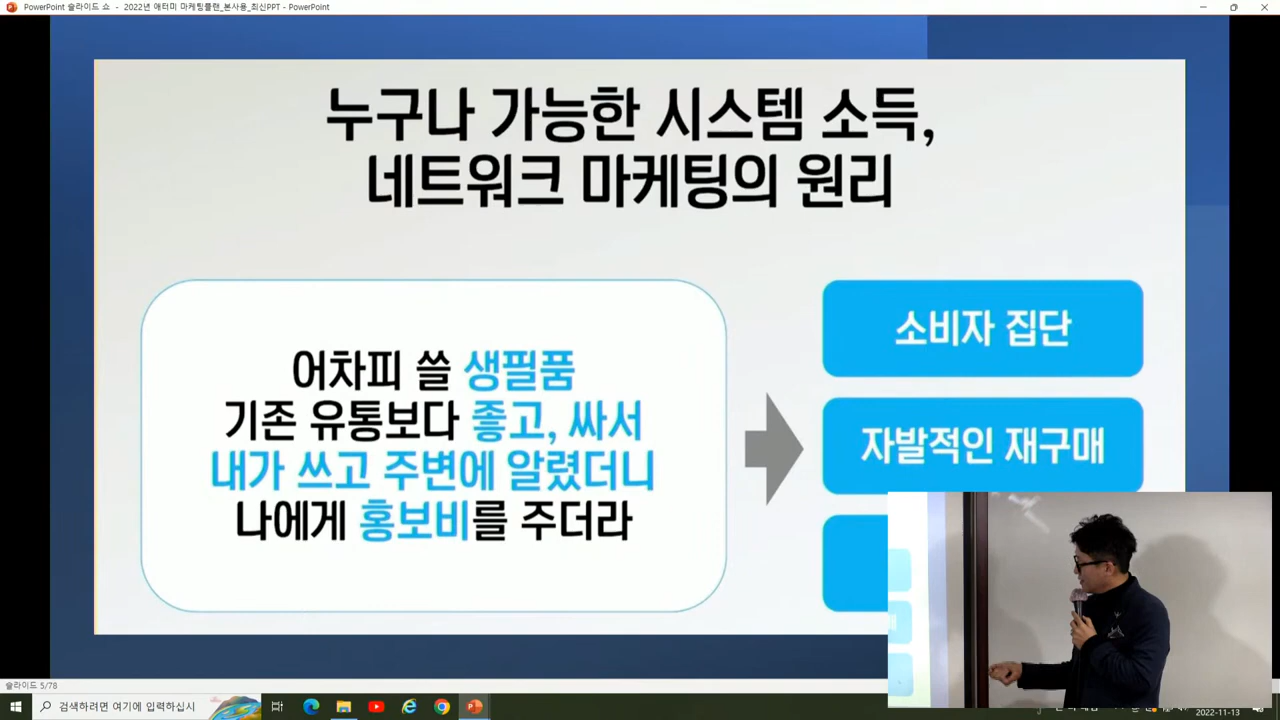 PowerPoint 슬라이드 쇼 - 2022년 애터미 마케팅플랜_본사용_최신PPT - PowerPoint
누구나 가능한 시스템 소득,
네트워크 마케팅의 원리
어차피 쓸 생필품
기존 유통보다 좋고, 싸서
내가 쓰고 주변에 알렸더니
나에게 홍보비를 주더라
소비자 집단
자발적인 재구매
슬라이드 5/78
검색하려면 여기에 입력하십시
2022-11-13